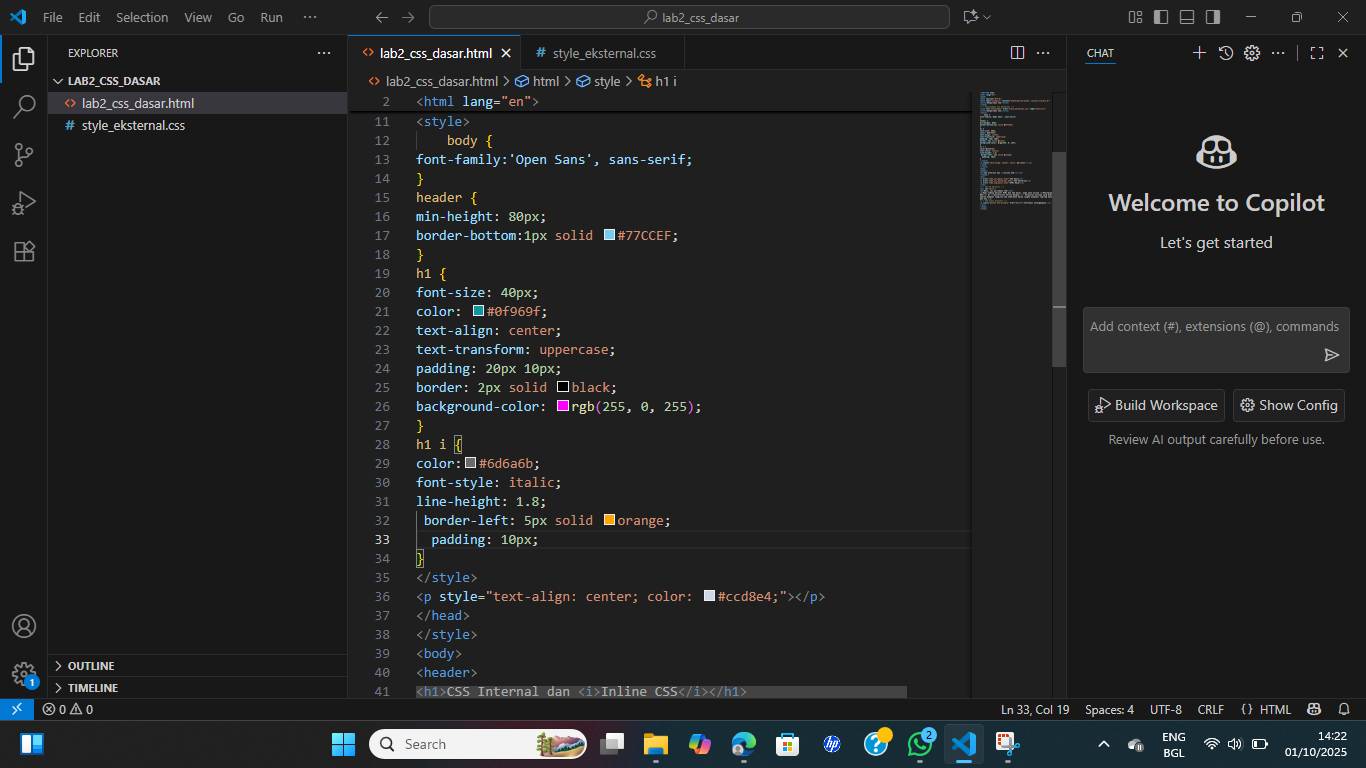 File Edit Selection View Go Run ··· lab2_css_dasar
EXPLORER ···
LAB2_CSS_DASAR
<> lab2_css_dasar.html
# style_eksternal.css
OUTLINE
TIMELINE
<> lab2_css_dasar.html × # style_eksternal.css ···
<> lab2_css_dasar.html > html > style > h1 i
2 <html lang="en">
11 <style>
12 body {
13 font-family:'Open Sans', sans-serif;
14 }
15 header {
16 min-height: 80px;
17 border-bottom:1px solid #77CCEF;
18 }
19 h1 {
20 font-size: 40px;
21 color: #0f969f;
22 text-align: center;
23 text-transform: uppercase;
24 padding: 20px 10px;
25 border: 2px solid black;
26 background-color: rgb(255, 0, 255);
27 }
28 h1 i {
29 color: #6d6a6b;
30 font-style: italic;
31 line-height: 1.8;
32 border-left: 5px solid orange;
33 padding: 10px;
34 }
35 </style>
36 <p style="text-align: center; color: #ccd8e4;"></p>
37 </head>
38 </style>
39 <body>
40 <header>
41 <h1>CSS Internal dan <i>Inline CSS</i></h1>
CHAT
Welcome to Copilot
Let's get started
Add context (#), extensions (@), commands
Build Workspace Show Config
Review AI output carefully before use.
1
0 0 Ln 33, Col 19 Spaces: 4 UTF-8 CRLF {} HTML
Search
hp
?
2
ENG
BGL
14:22
01/10/2025